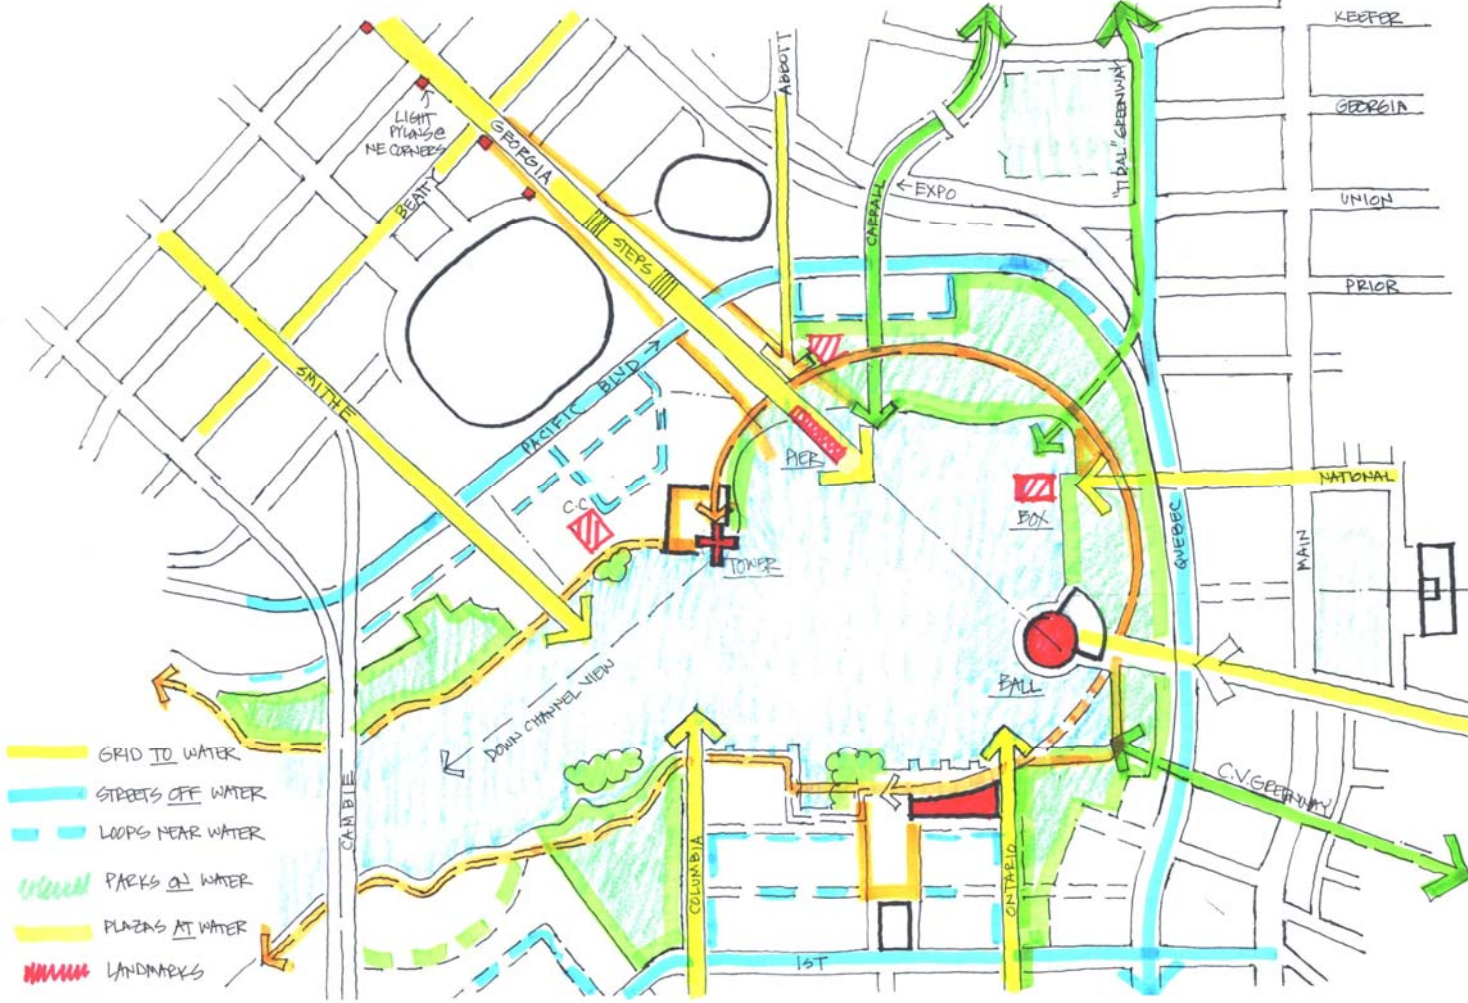 KEEFER
ABBOTT
"TIDAL" GREENWAY
GEORGIA
LIGHT
PYLONS @
NE CORNERS
GEORGIA
BEATTY
← EXPO
UNION
CARRALL
STEPS
PRIOR
SMITHE
PACIFIC BLVD →
PIER
NATIONAL
C.C.
BOX
QUEBEC
MAIN
TOWER
BALL
DOWN CHANNEL VIEW
C.V. GREENWAY
CAMBIE
COLUMBIA
ONTARIO
1ST
GRID TO WATER
STREETS OFF WATER
LOOPS NEAR WATER
PARKS ON WATER
PLAZAS AT WATER
LANDMARKS